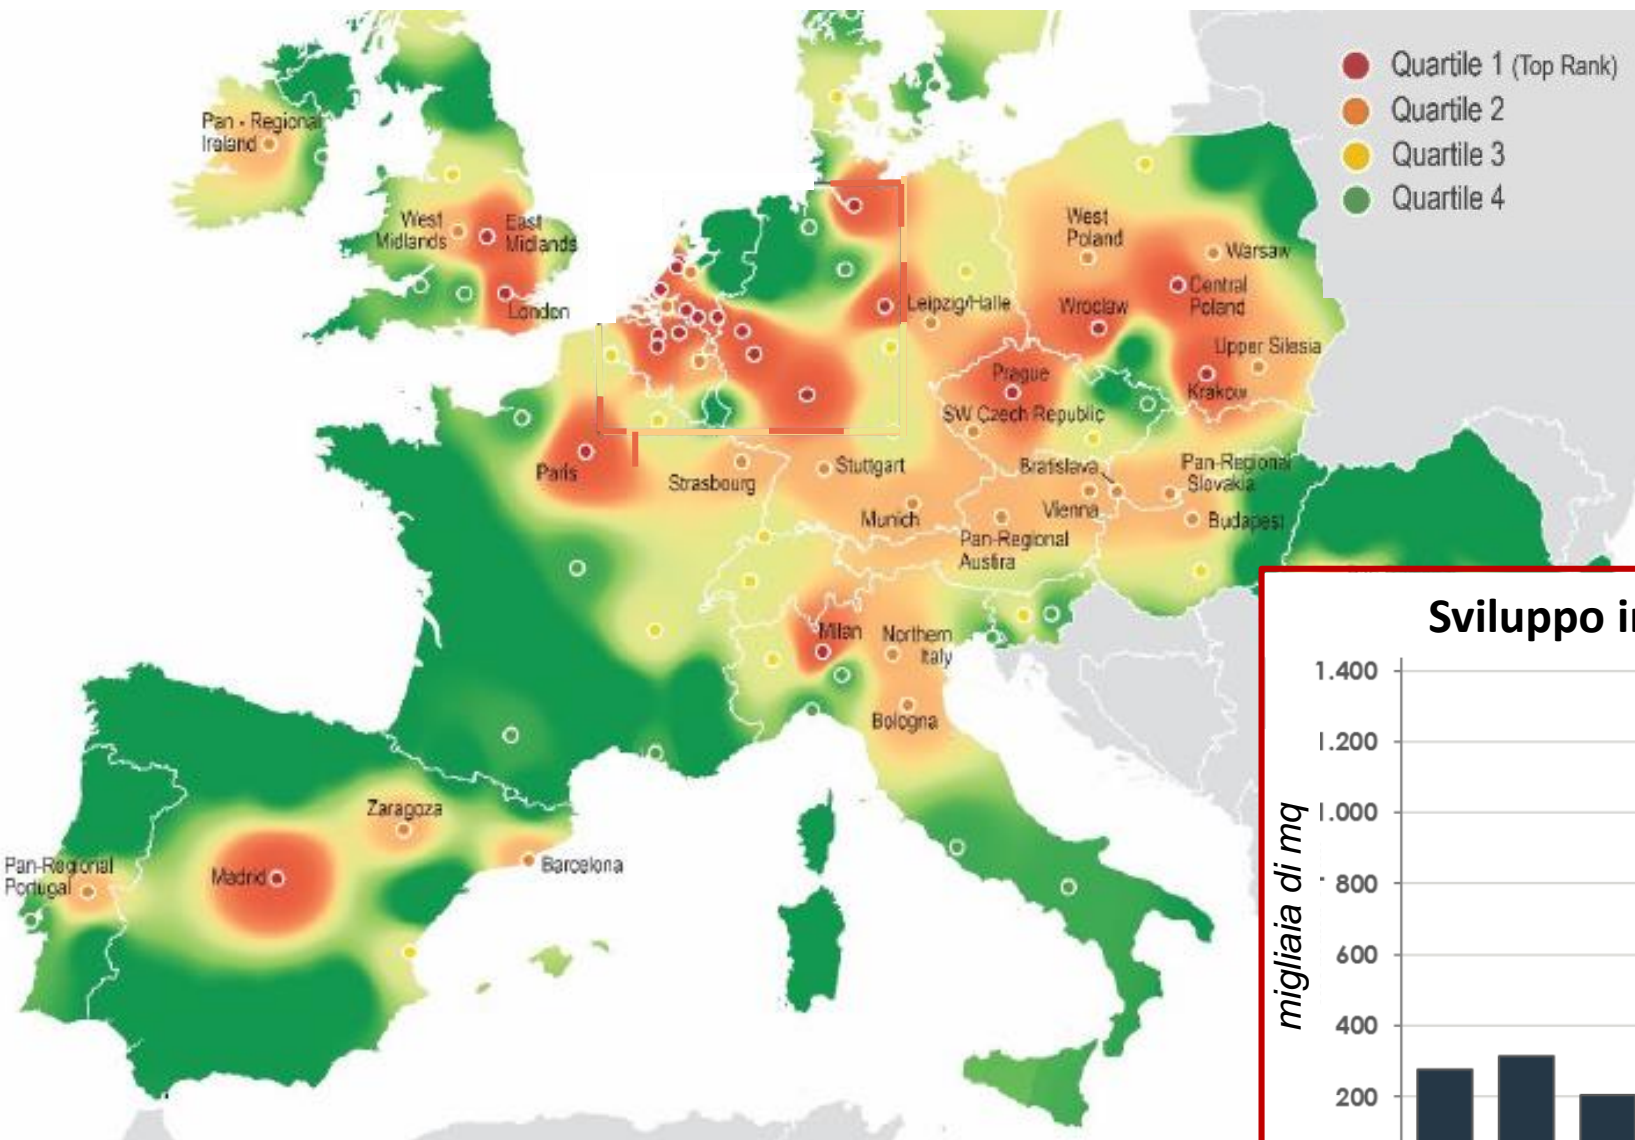 Quartile 1 (Top Rank)
Quartile 2
Quartile 3
Quartile 4
Pan - Regional
Ireland
West
Midlands
East
Midlands
London
West
Poland
Warsaw
Central
Poland
Wroclaw
Leipzig/Halle
Upper Silesia
Krakow
Prague
SW Czech Republic
Paris
Strasbourg
Stuttgart
Bratislava
Pan-Regional
Slovakia
Munich
Vienna
Budapest
Pan-Regional
Austira
Milan
Northern
Italy
Bologna
Zaragoza
Barcelona
Madrid
Pan-Regional
Portugal
Sviluppo i
migliaia di mq
1.400
1.200
1.000
800
600
400
200